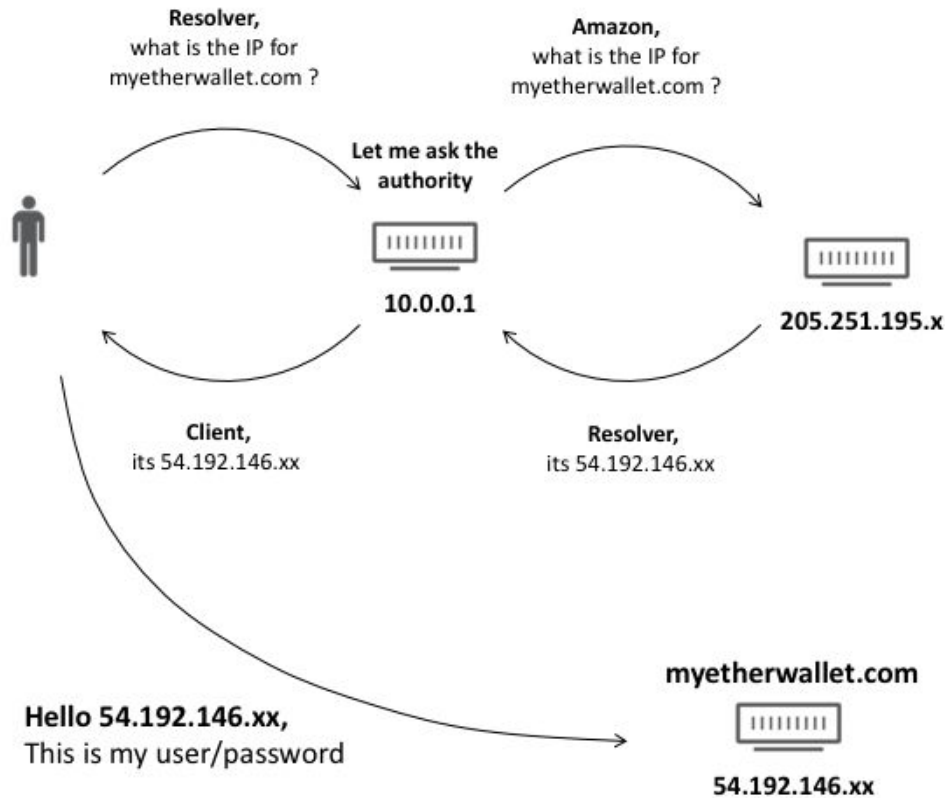 Resolver,
what is the IP for
myetherwallet.com ?
Amazon,
what is the IP for
myetherwallet.com ?
Let me ask the
authority
10.0.0.1
205.251.195.x
Client,
its 54.192.146.xx
Resolver,
its 54.192.146.xx
Hello 54.192.146.xx,
This is my user/password
myetherwallet.com
54.192.146.xx